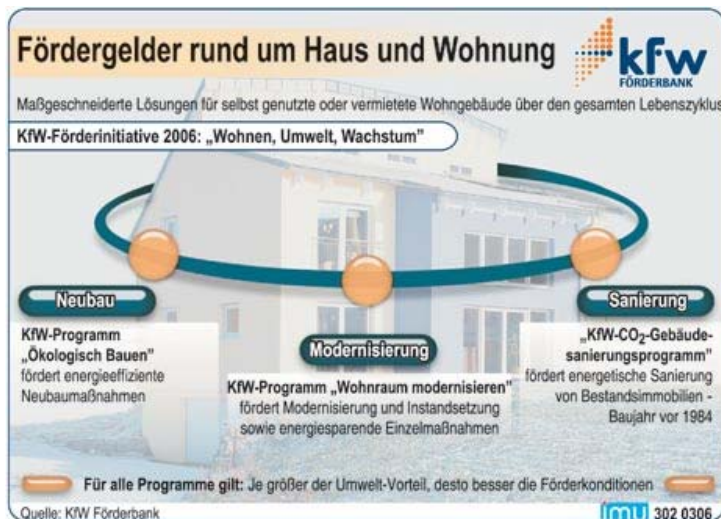 Fördergelder rund um Haus und Wohnung
kfw
FÖRDERBANK
Maßgeschneiderte Lösungen für selbst genutzte oder vermietete Wohngebäude über den gesamten Lebenszyklus
KfW-Förderinitiative 2006: „Wohnen, Umwelt, Wachstum”
Neubau
KfW-Programm
„Ökologisch Bauen”
fördert energieeffiziente
Neubaumaßnahmen
Modernisierung
KfW-Programm „Wohnraum modernisieren”
fördert Modernisierung und Instandsetzung
sowie energiesparende Einzelmaßnahmen
Sanierung
„KfW-CO₂-Gebäude-
sanierungsprogramm”
fördert energetische Sanierung
von Bestandsimmobilien -
Baujahr vor 1984
Für alle Programme gilt: Je größer der Umwelt-Vorteil, desto besser die Förderkonditionen
Quelle: KfW Förderbank
imu 302 0306